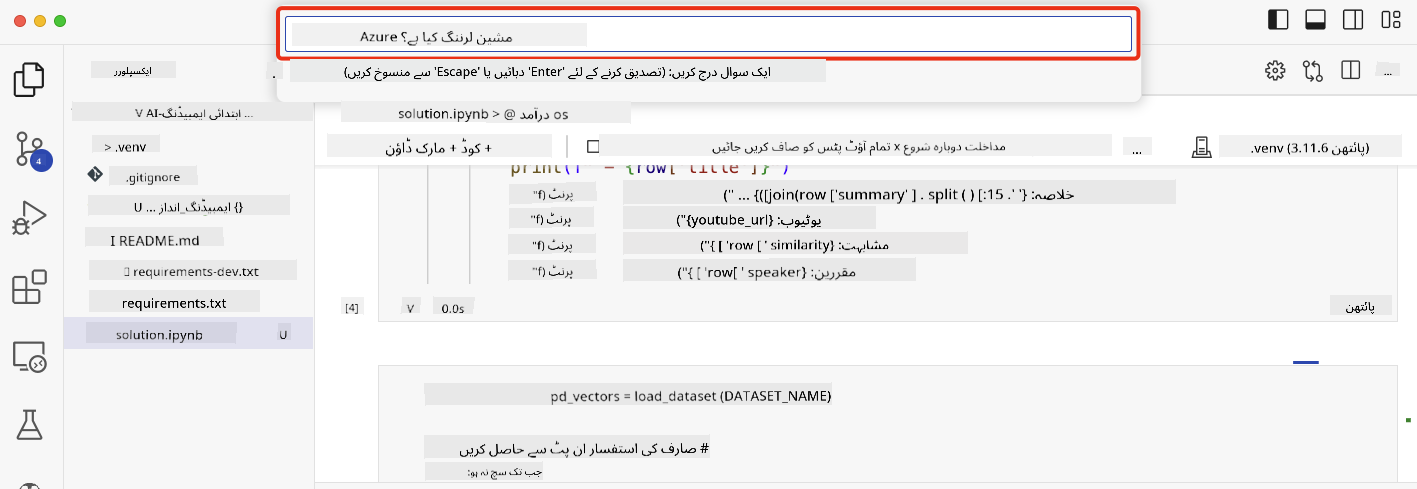 Azure مشین لرننگ کیا ہے؟
ایک سوال درج کریں: (تصدیق کرنے کے لئے 'Enter' دبائیں یا 'Escape' سے منسوخ کریں)
ایکسپلورر
...
V AI-ابتدائی ایمبیڈنگ ...
> .venv
.gitignore
{} ایمبیڈنگ_انداز ... U
I README.md
requirements-dev.txt
requirements.txt
solution.ipynb U
4
solution.ipynb > @ درآمد os
+ کوڈ + مارک ڈاؤن
مداخلت دوبارہ شروع x تمام آؤٹ پٹس کو صاف کریں جائیں
...
.venv (پائتھن 3.11.6)
print(f" = {row[ 'title' ]}")
پرنٹ (f" خلاصہ: {' '.join(row ['summary' ] . split ( ) [:15 ])} ... ")
پرنٹ (f" یوٹیوب: {youtube_url}")
پرنٹ (f" مشابہت: {row [ ' similarity' ] }")
پرنٹ (f" مقررین: {row[ ' speaker' ] }")
[4] V 0.0s
پائتھن
pd_vectors = load_dataset (DATASET_NAME)
# صارف کی استفسار ان پٹ سے حاصل کریں
جب تک سچ نہ ہو: